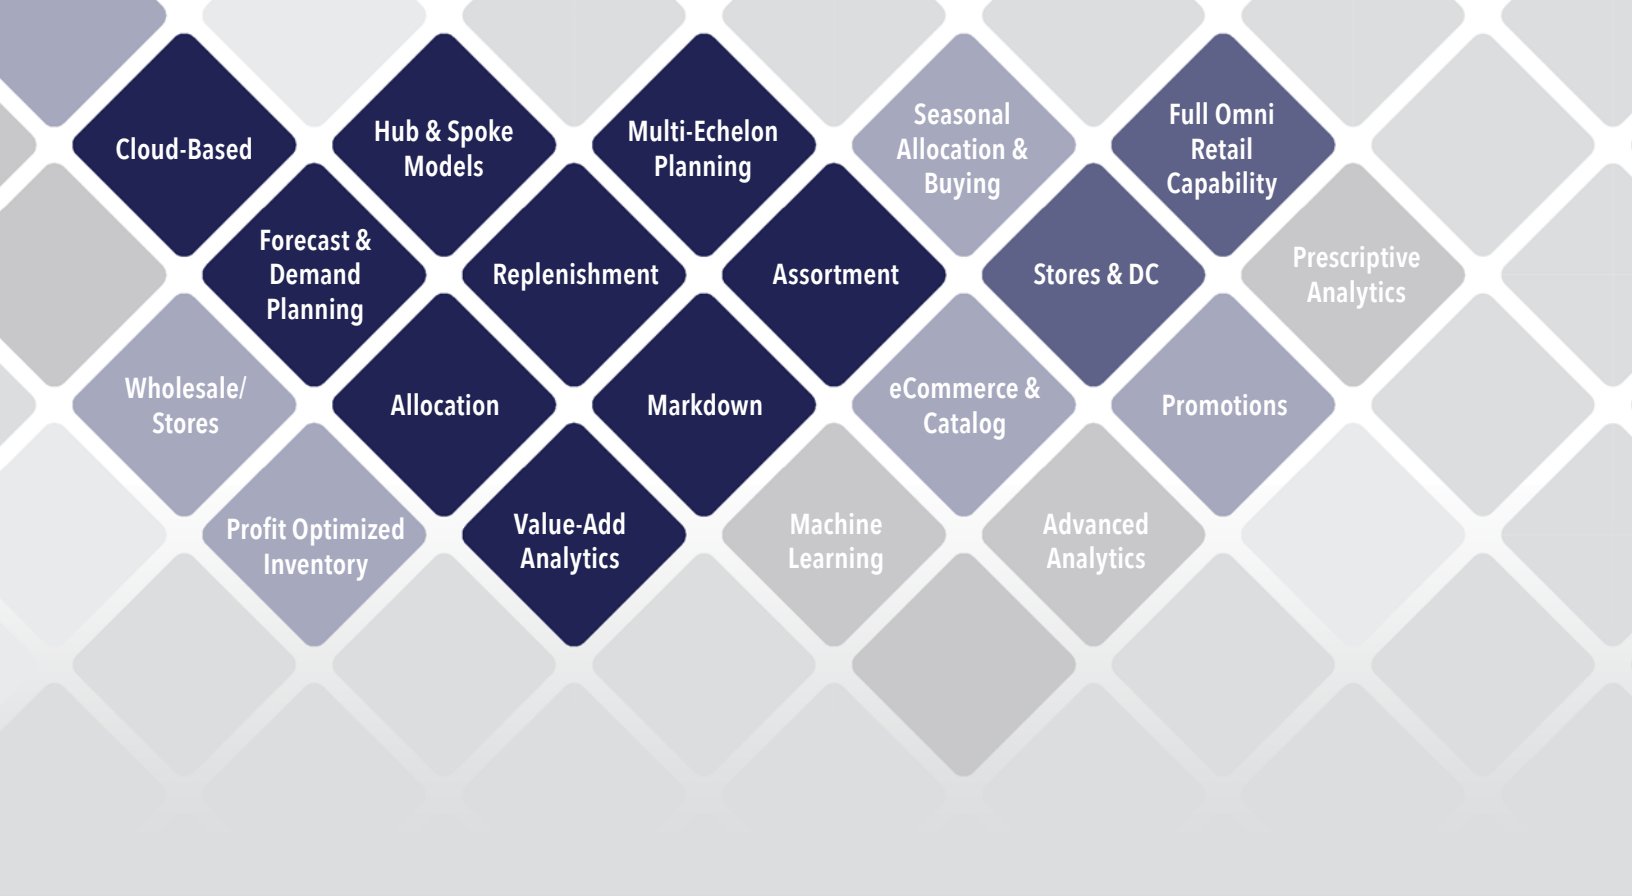 Cloud-Based
Hub & Spoke
Models
Multi-Echelon
Planning
Seasonal
Allocation &
Buying
Full Omni
Retail
Capability
Forecast &
Demand
Planning
Replenishment
Assortment
Stores & DC
Prescriptive
Analytics
Wholesale/
Stores
Allocation
Markdown
eCommerce &
Catalog
Promotions
Profit Optimized
Inventory
Value-Add
Analytics
Machine
Learning
Advanced
Analytics